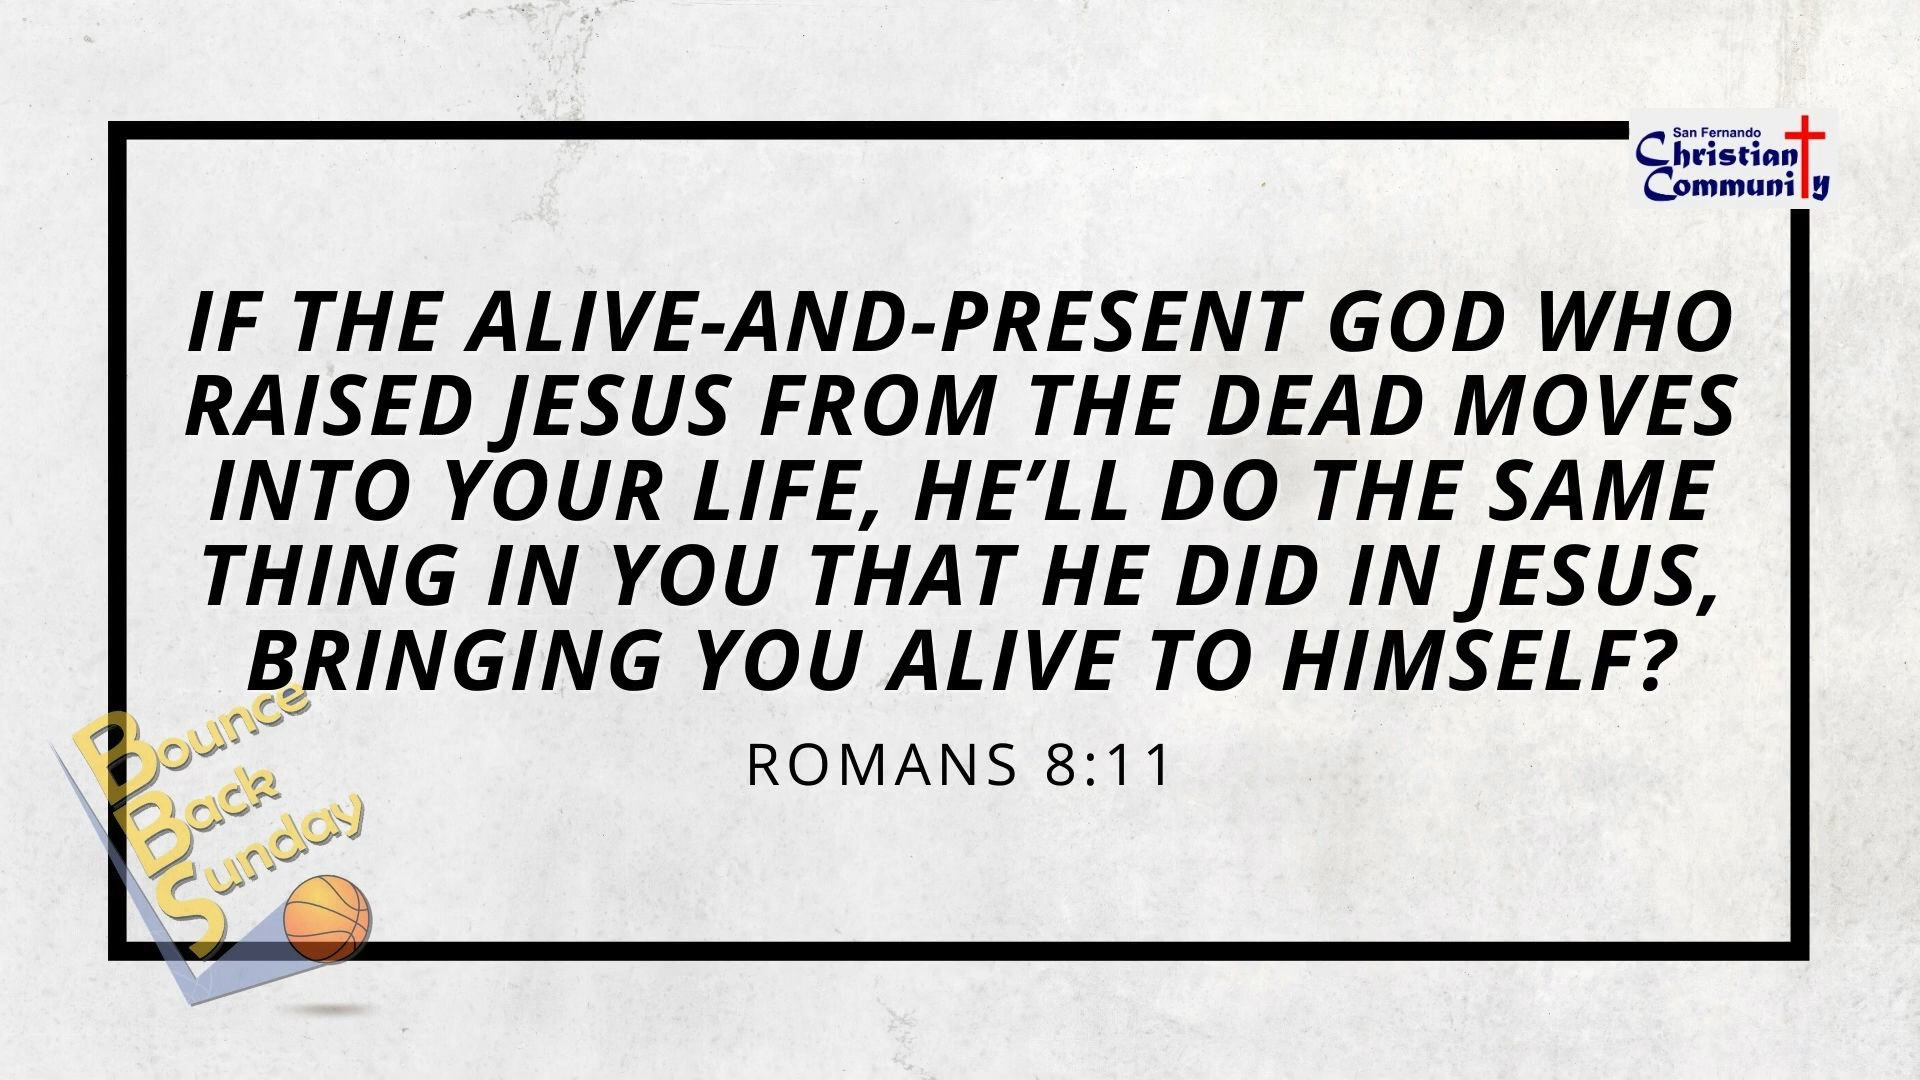 San Fernando
Christian
Community
IF THE ALIVE-AND-PRESENT GOD WHO
RAISED JESUS FROM THE DEAD MOVES
INTO YOUR LIFE, HE’LL DO THE SAME
THING IN YOU THAT HE DID IN JESUS,
BRINGING YOU ALIVE TO HIMSELF?
ROMANS 8:11
Bounce
Back
Sunday